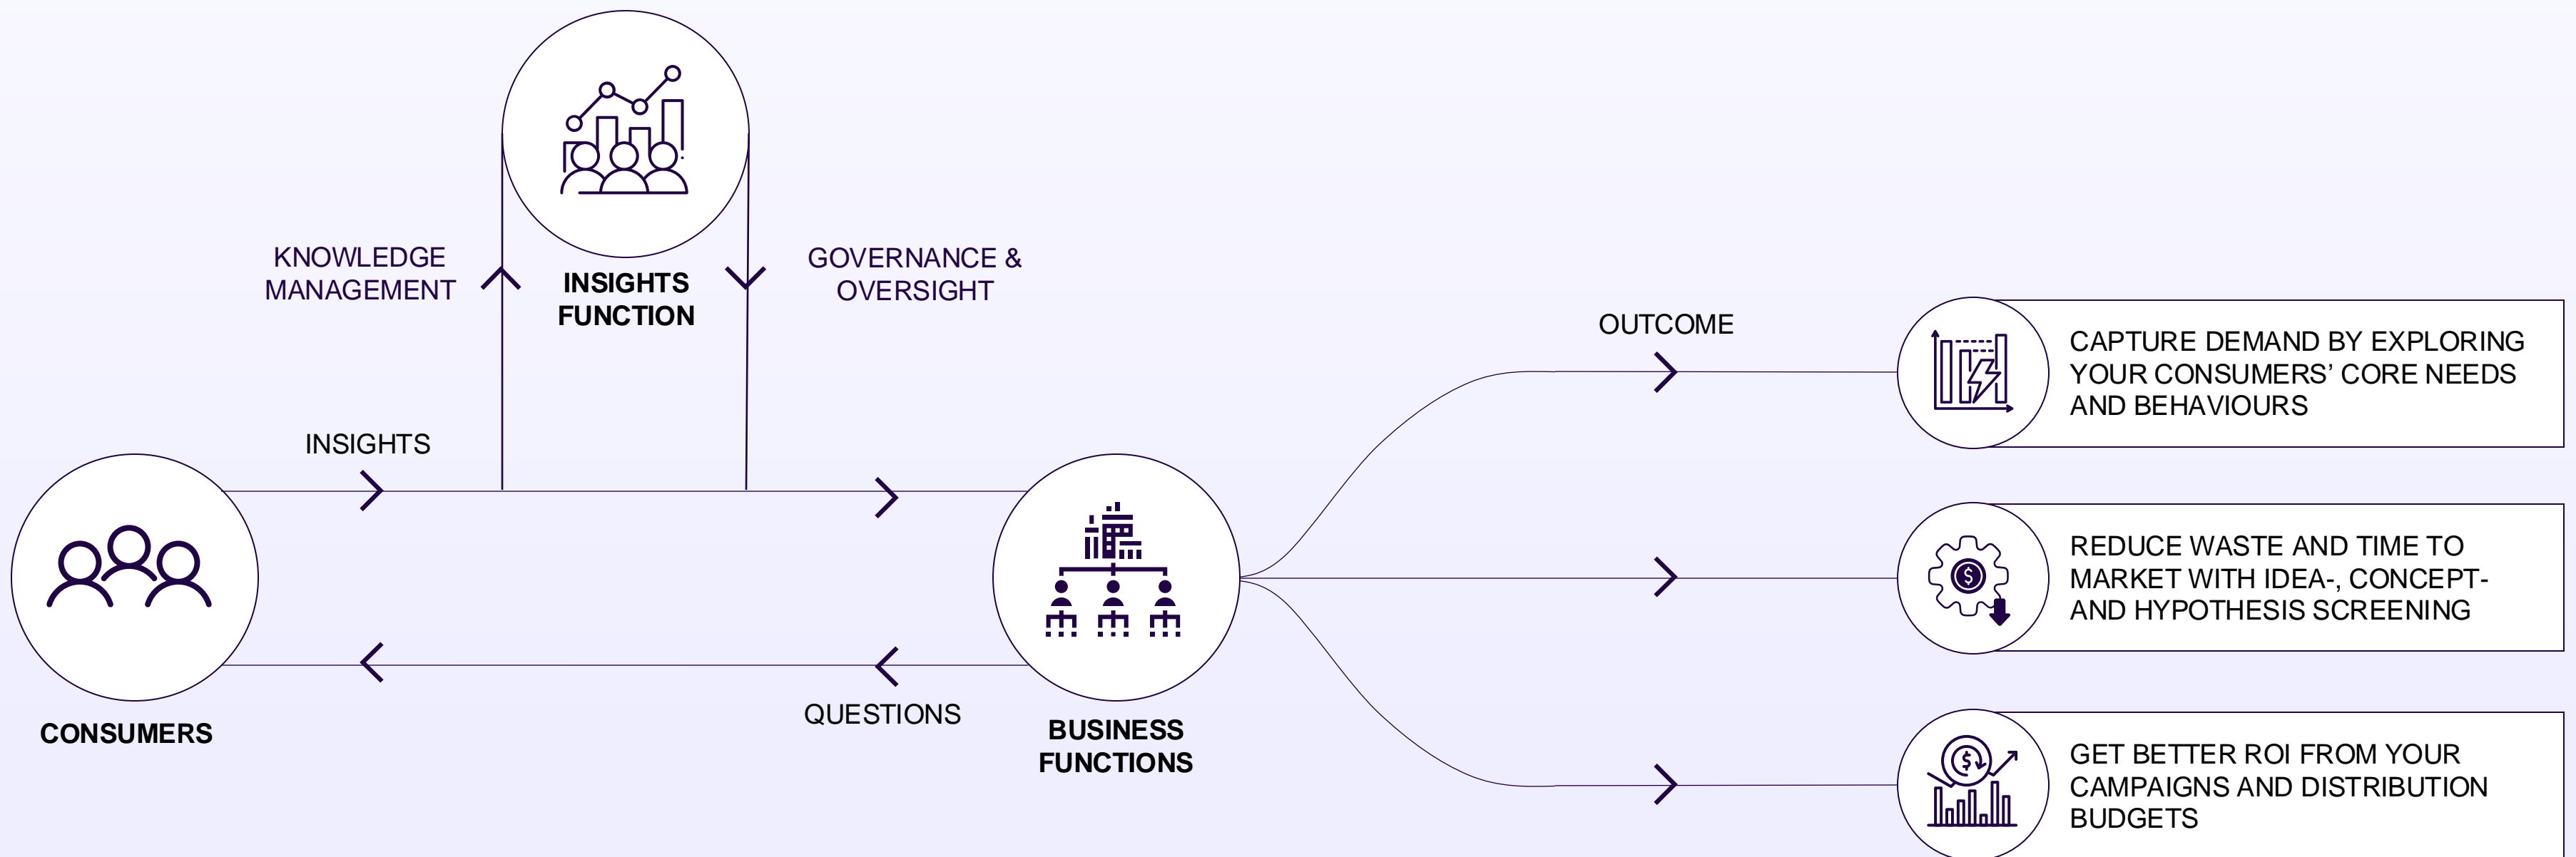 KNOWLEDGE
MANAGEMENT
INSIGHTS
FUNCTION
GOVERNANCE &
OVERSIGHT
INSIGHTS
CONSUMERS
QUESTIONS
BUSINESS
FUNCTIONS
OUTCOME
CAPTURE DEMAND BY EXPLORING
YOUR CONSUMERS’ CORE NEEDS
AND BEHAVIOURS
REDUCE WASTE AND TIME TO
MARKET WITH IDEA-, CONCEPT-
AND HYPOTHESIS SCREENING
GET BETTER ROI FROM YOUR
CAMPAIGNS AND DISTRIBUTION
BUDGETS